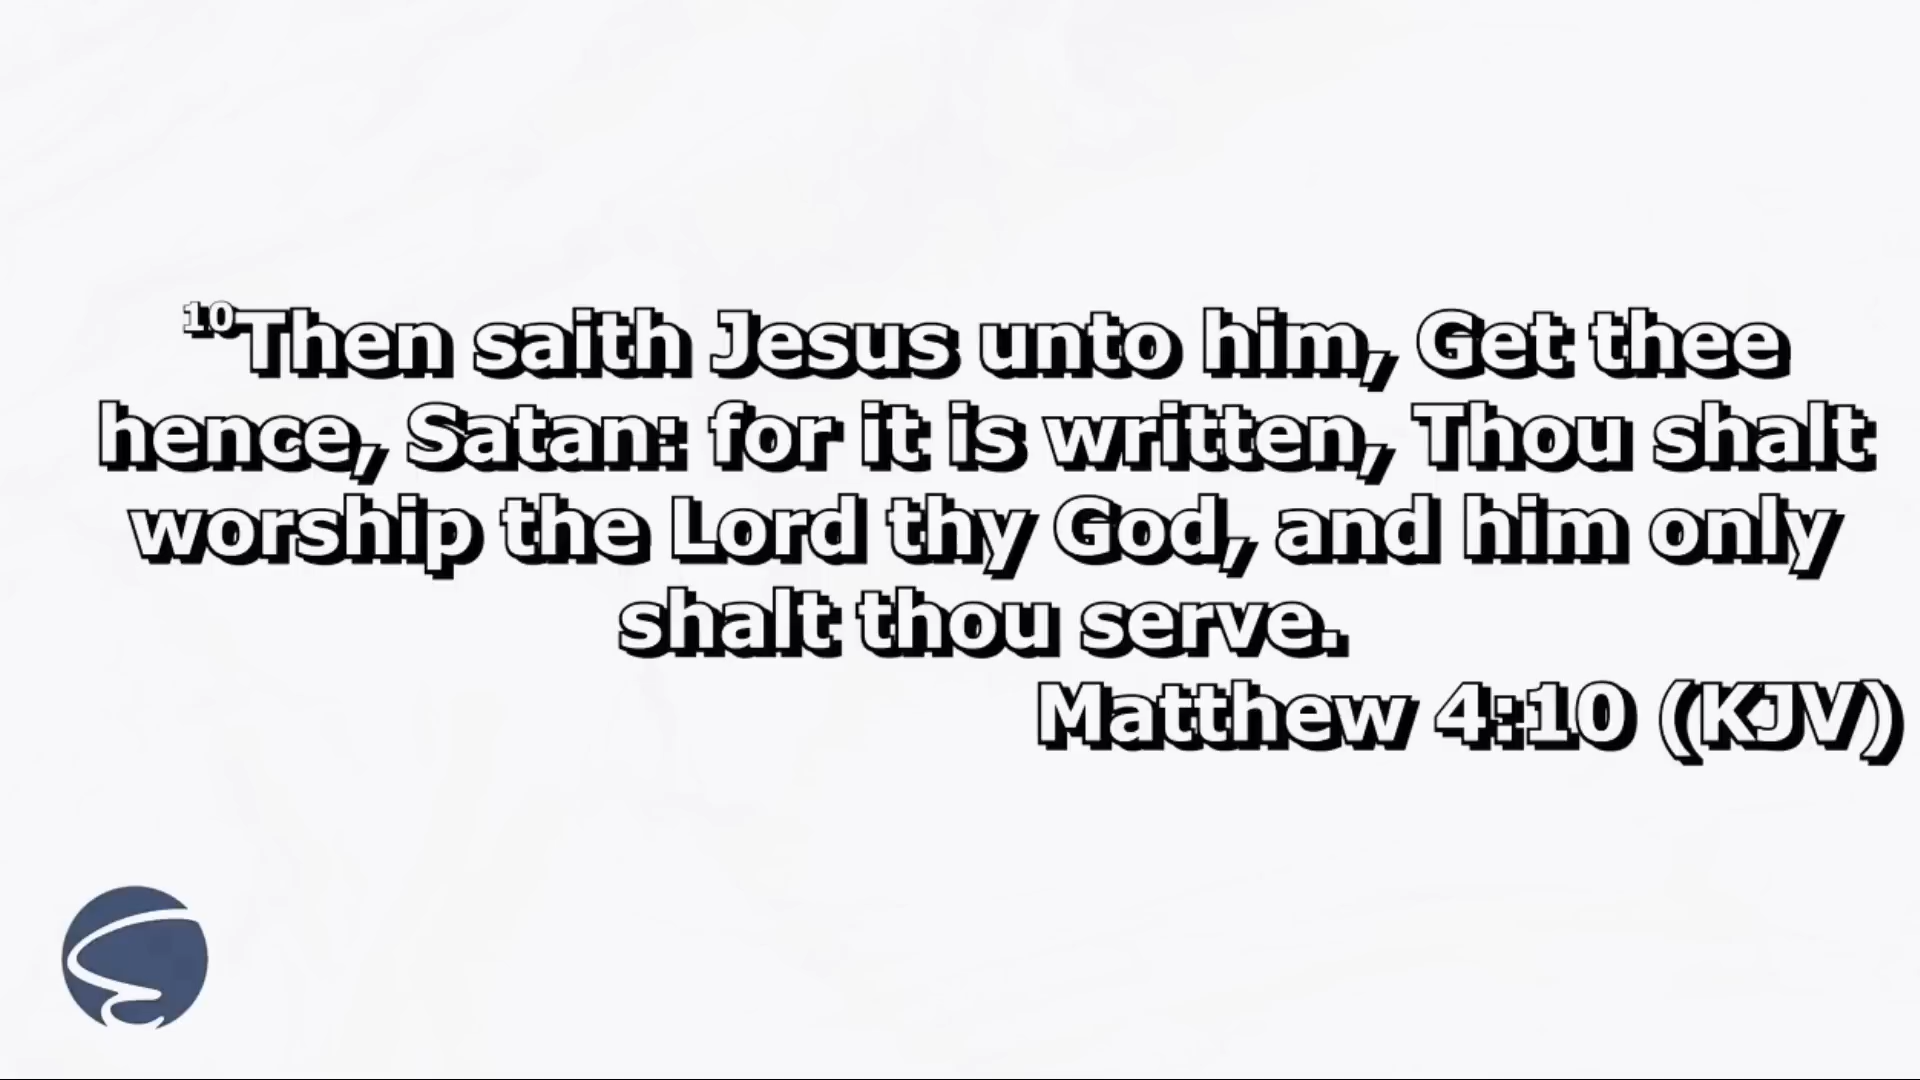 ¹⁰Then saith Jesus unto him, Get thee
hence, Satan: for it is written, Thou shalt
worship the Lord thy God, and him only
shalt thou serve.
Matthew 4:10 (KJV)